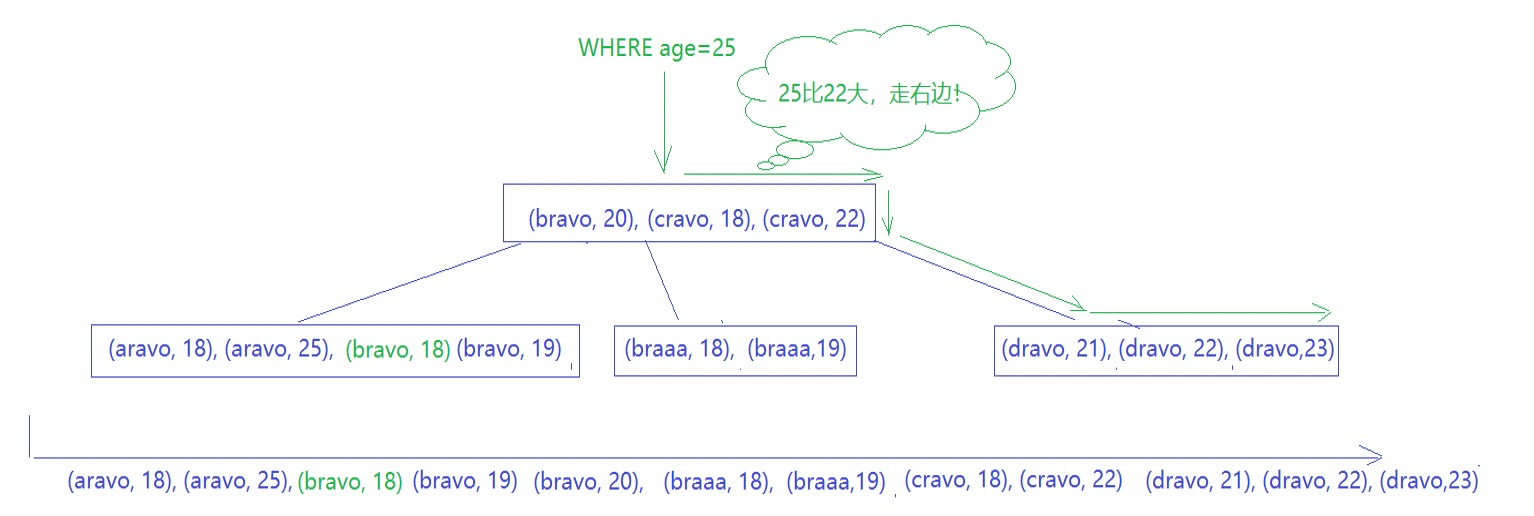 WHERE age=25
25比22大，走右边!
(bravo, 20), (cravo, 18), (cravo, 22)
(aravo, 18), (aravo, 25), (bravo, 18) (bravo, 19)
(braaa, 18), (braaa,19)
(dravo, 21), (dravo, 22), (dravo,23)
(aravo, 18), (aravo, 25), (bravo, 18) (bravo, 19) (bravo, 20), (braaa, 18), (braaa,19) (cravo, 18), (cravo, 22) (dravo, 21), (dravo, 22), (dravo,23)